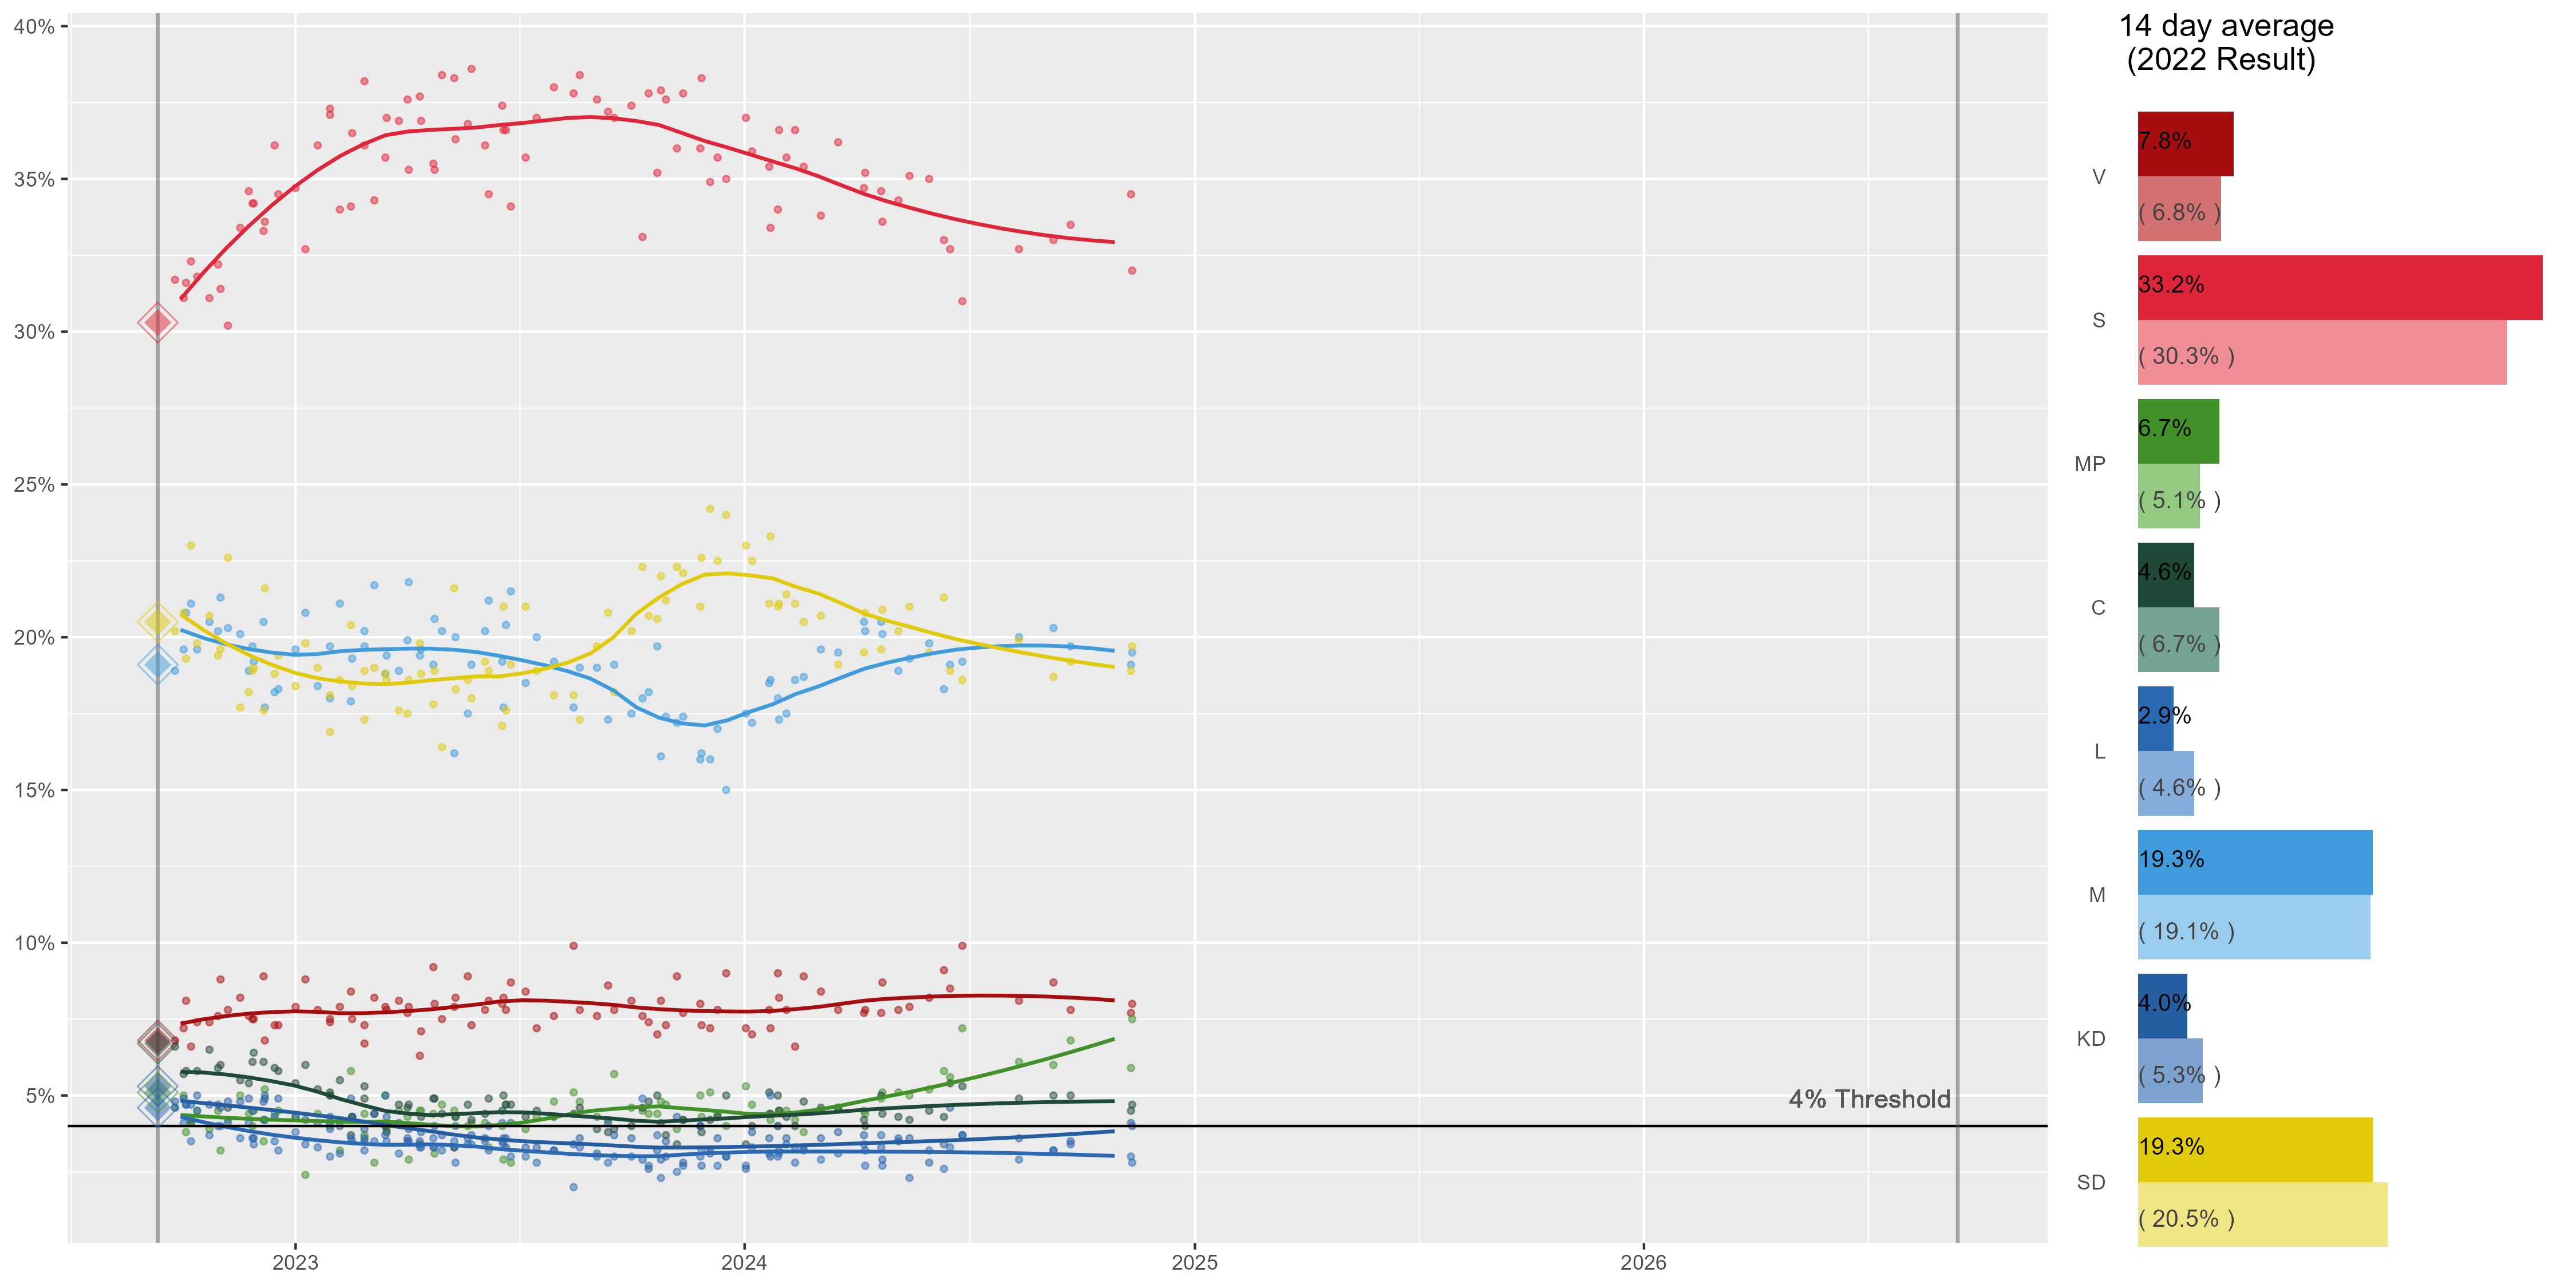 40%
35%
30%
25%
20%
15%
10%
5%
4% Threshold
2023
2024
2025
2026
14 day average
(2022 Result)
V
7.8%
( 6.8% )
S
33.2%
( 30.3% )
MP
6.7%
( 5.1% )
C
4.6%
( 6.7% )
L
2.9%
( 4.6% )
M
19.3%
( 19.1% )
KD
4.0%
( 5.3% )
SD
19.3%
( 20.5% )